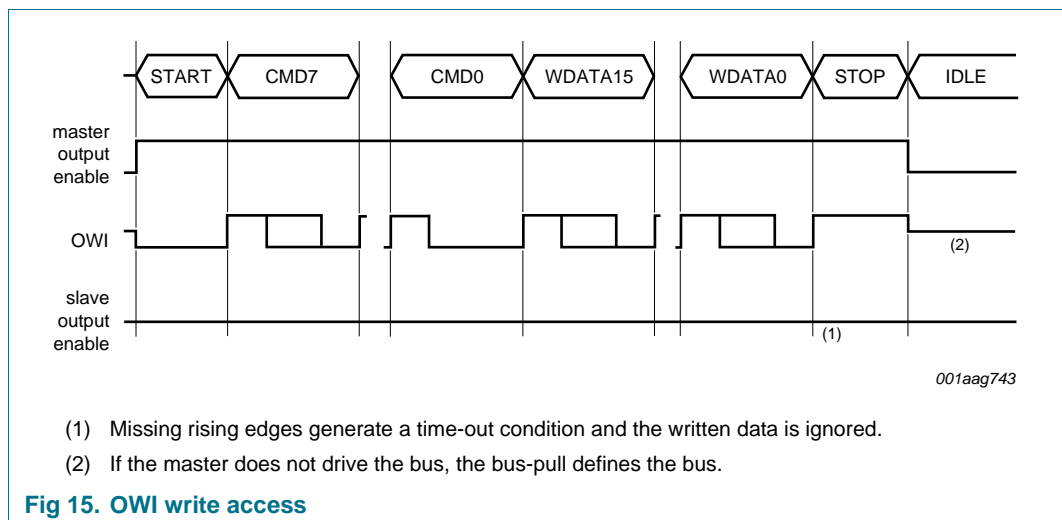 START CMD7 CMD0 WDATA15 WDATA0 STOP IDLE
master
output
enable
OWI
(2)
slave
output
enable
(1)
001aag743
(1) Missing rising edges generate a time-out condition and the written data is ignored.
(2) If the master does not drive the bus, the bus-pull defines the bus.
Fig 15. OWI write access